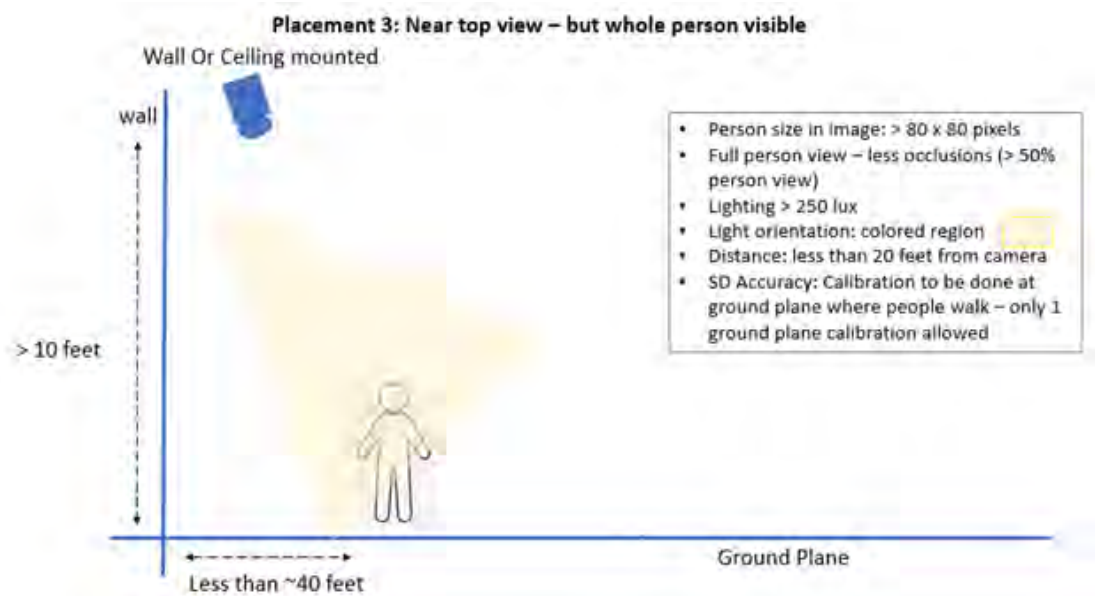 Placement 3: Near top view – but whole person visible
Wall Or Ceiling mounted
wall
• Person size in Image: > 80 x 80 pixels
• Full person view – less occlusions (> 50%
person view)
• Lighting > 250 lux
• Light orientation: colored region
• Distance: less than 20 feet from camera
• SD Accuracy: Calibration to be done at
ground plane where people walk – only 1
ground plane calibration allowed
> 10 feet
Ground Plane
Less than ~40 feet